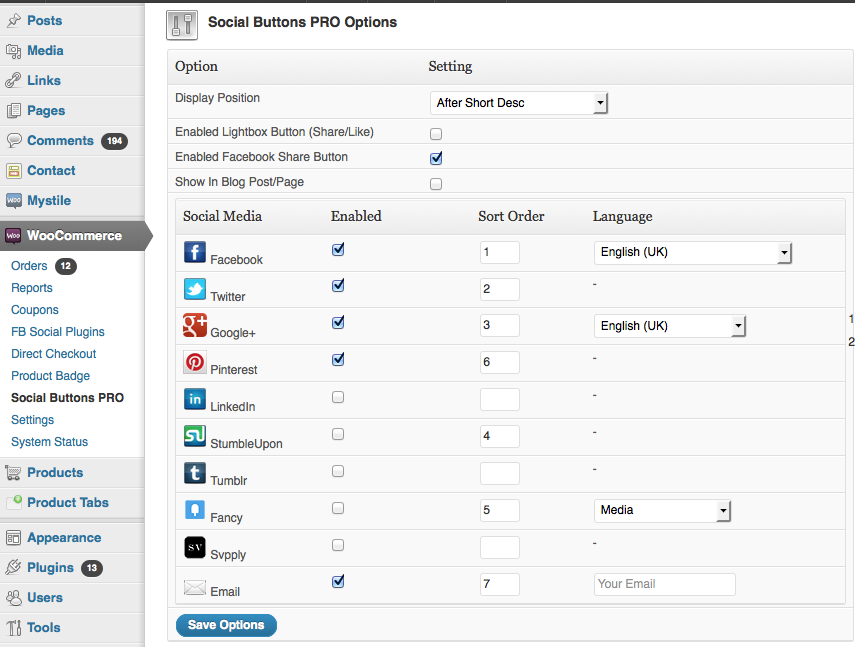 Posts
Media
Links
Pages
Comments 194
Contact
WOO Mystile
WOO WooCommerce
Orders 12
Reports
Coupons
FB Social Plugins
Direct Checkout
Product Badge
Social Buttons PRO
Settings
System Status
Products
Product Tabs
Appearance
Plugins 13
Users
Tools
Social Buttons PRO Options
Option Setting
Display Position After Short Desc
Enabled Lightbox Button (Share/Like)
Enabled Facebook Share Button
Show In Blog Post/Page
Social Media Enabled Sort Order Language
f Facebook 1 English (UK)
Twitter 2 -
g+ Google+ 3 English (UK)
Pinterest 6 -
in LinkedIn -
StumbleUpon 4 -
t Tumblr -
Fancy 5 Media
SV Svpply -
Email 7 Your Email
Save Options
1
2